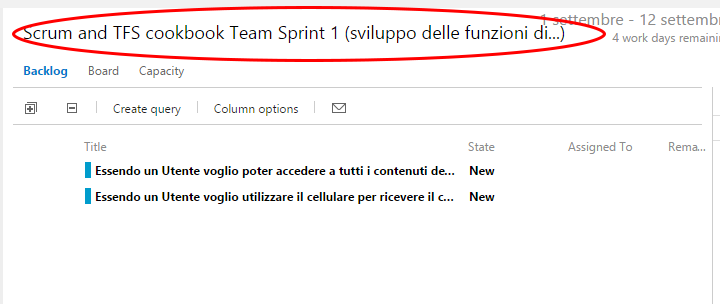 1 settembre - 12 settembre
Scrum and TFS cookbook Team Sprint 1 (sviluppo delle funzioni di...)
4 work days remaining
Backlog Board Capacity
Create query Column options
Title State Assigned To Rema...
Essendo un Utente voglio poter accedere a tutti i contenuti de... New
Essendo un Utente voglio utilizzare il cellulare per ricevere il c... New